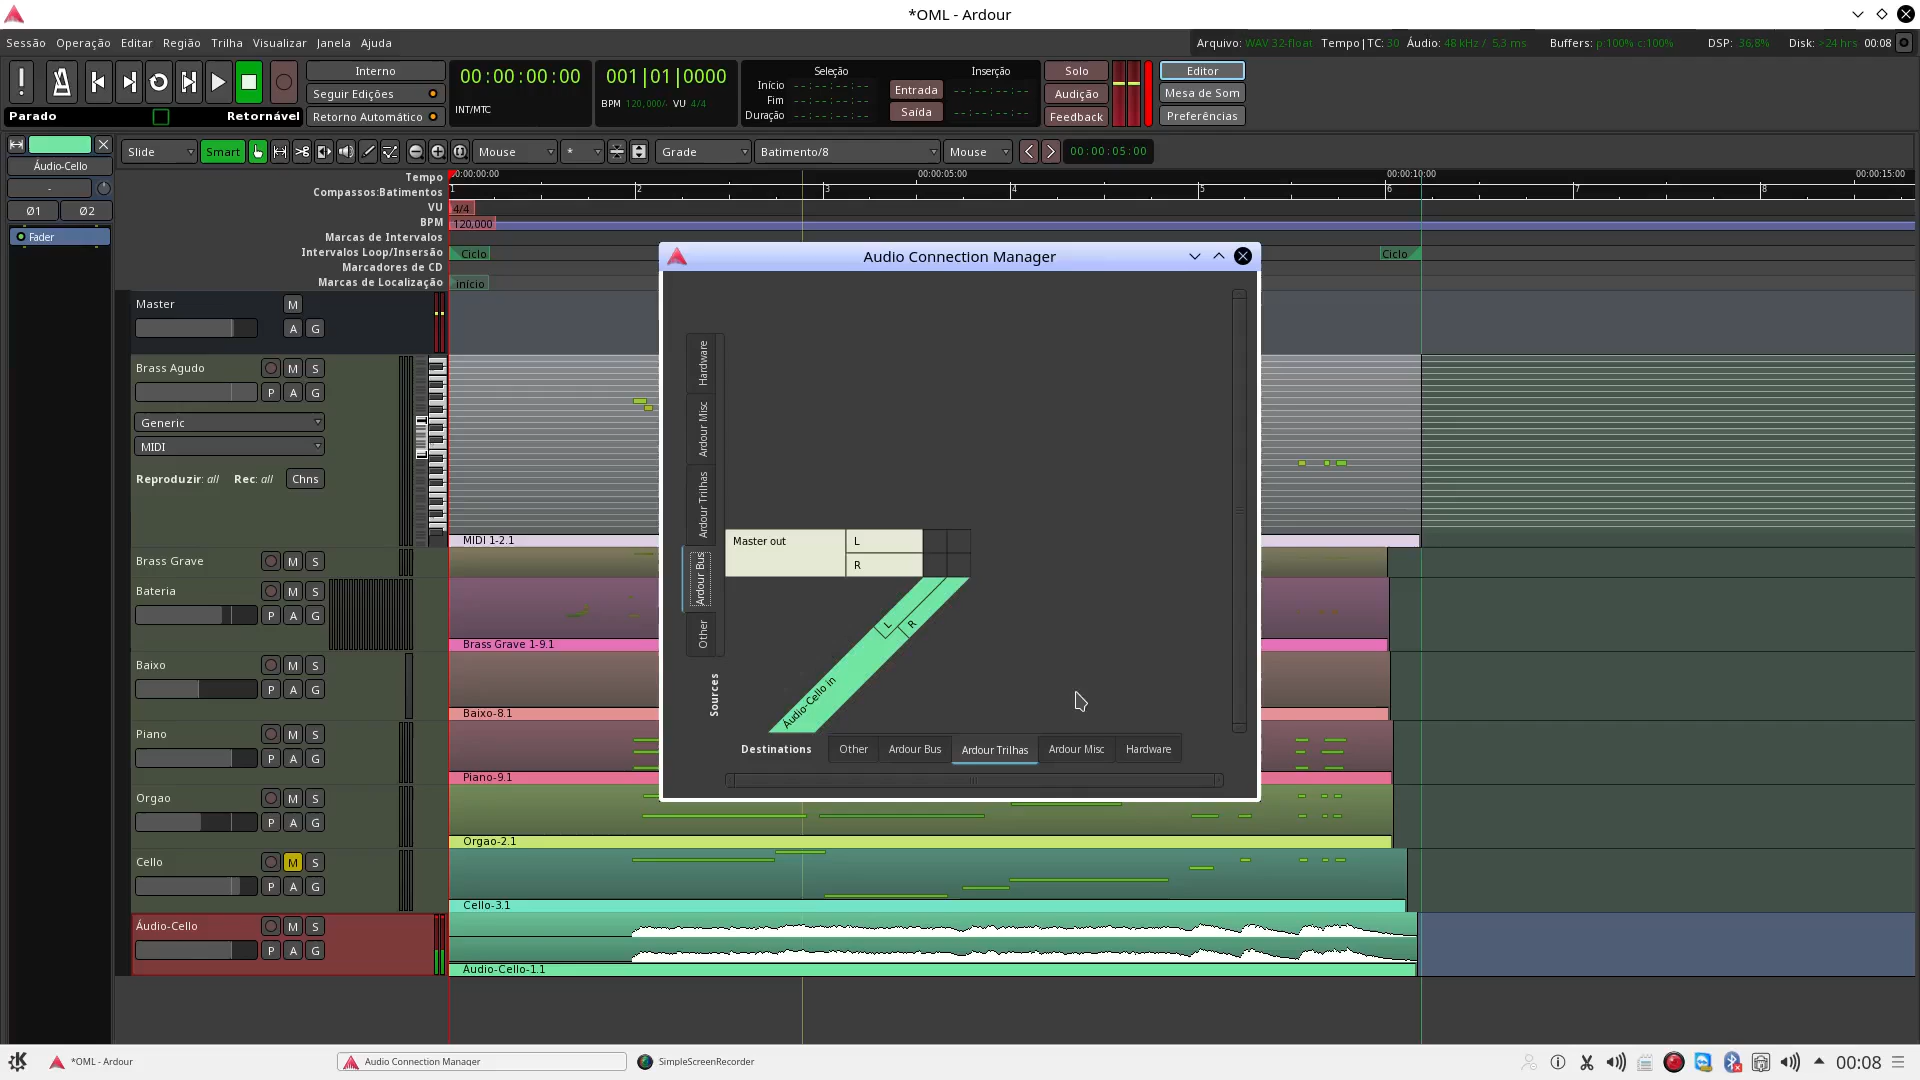 *OML - Ardour
Sessão Operação Editar Região Trilha Visualizar Janela Ajuda
Arquivo: WAV 32-float Tempo|TC: 30 Áudio: 48 kHz / 5,3 ms Buffers: p:100% c:100% DSP: 36,8% Disk: >24 hrs 00:08
Interno
Seguir Edições
Retorno Automático
Parado Retornável
00:00:00:00
INT/MTC
001|01|0000
BPM 120,000/- VU 4/4
Seleção Inserção
Início --:--:--:--
Fim --:--:--:--
Duração --:--:--:--
Entrada --:--:--:--
Saída --:--:--:--
Solo
Audição
Feedback
Editor
Mesa de Som
Preferências
Slide Smart Mouse * Grade Batimento/8 Mouse 00:00:05:00
Áudio-Cello
-
Ø1 Ø2
Fader
Tempo 00:00:00:00 00:00:05:00 00:00:10:00 00:00:15:00
Compassos:Batimentos 1 2 3 4 5 6 7 8
VU 4/4
BPM 120,000
Marcas de Intervalos
Intervalos Loop/Insersão Ciclo Ciclo
Marcadores de CD
Marcas de Localização início
Master M
A G
Brass Agudo M S
P A G
Generic
MIDI
Reproduzir: all Rec: all Chns
MIDI 1-2.1
Brass Grave M S
Bateria M S
P A G
Brass Grave 1-9.1
Baixo M S
P A G
Baixo-8.1
Piano M S
P A G
Piano-9.1
Orgao M S
P A G
Orgao-2.1
Cello M S
P A G
Cello-3.1
Áudio-Cello M S
P A G
Audio-Cello-1.1
Audio Connection Manager
Hardware
Ardour Misc
Ardour Trilhas
Ardour Bus
Other
Sources
Master out L
R
L R
Áudio-Cello in
Destinations Other Ardour Bus Ardour Trilhas Ardour Misc Hardware
*OML - Ardour Audio Connection Manager SimpleScreenRecorder 00:08